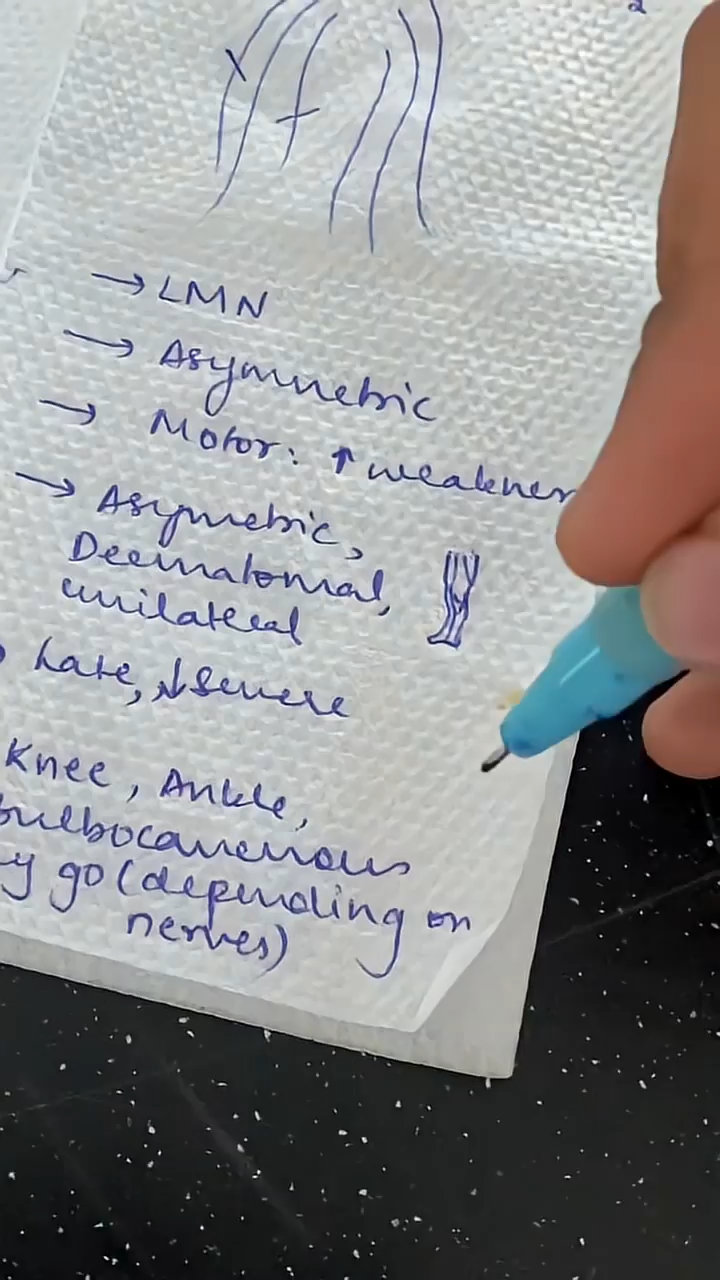 → LMN
→ Asymmetric
→ Motor: ↑ weakness
→ Asymmetric,
Dermatomal,
unilateral
Late, ↓ severe
Knee, Ankle,
bulbocavernous
go (depending on
nerves)